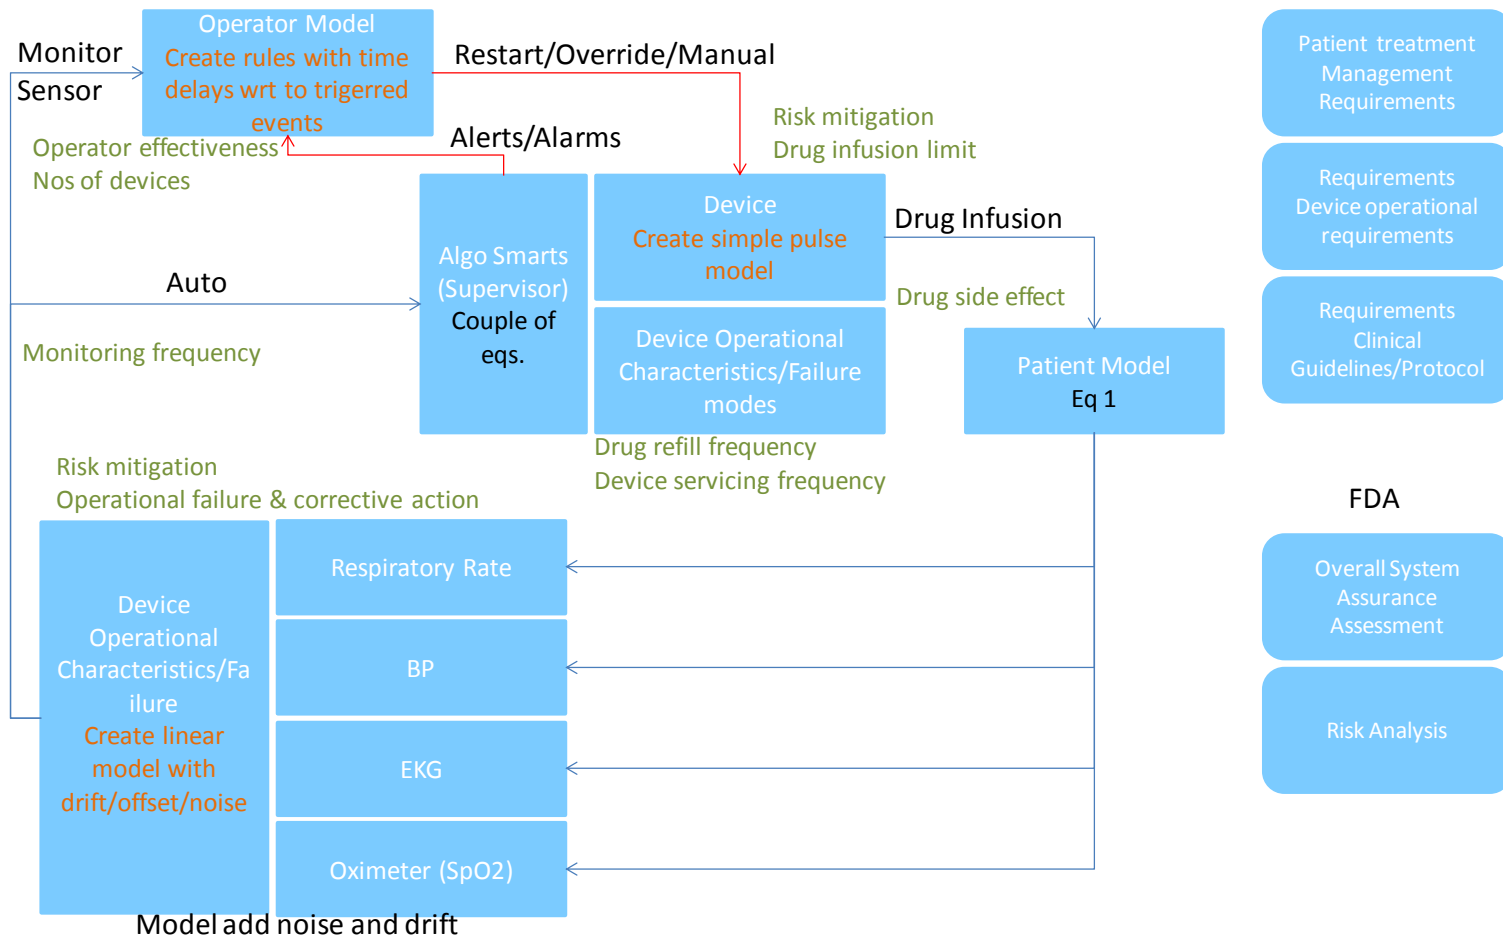 Operator Model
Create rules with time
delays wrt to trigerred
events
Monitor
Sensor
Restart/Override/Manual
Operator effectiveness
Nos of devices
Alerts/Alarms
Risk mitigation
Drug infusion limit
Patient treatment
Management
Requirements
Requirements
Device operational
requirements
Requirements
Clinical
Guidelines/Protocol
Auto
Monitoring frequency
Algo Smarts
(Supervisor)
Couple of
eqs.
Device
Create simple pulse
model
Device Operational
Characteristics/Failure
modes
Drug Infusion
Drug side effect
Patient Model
Eq 1
Drug refill frequency
Device servicing frequency
Risk mitigation
Operational failure & corrective action
Device
Operational
Characteristics/Fa
ilure
Create linear
model with
drift/offset/noise
Respiratory Rate
BP
EKG
Oximeter (SpO2)
Model add noise and drift
FDA
Overall System
Assurance
Assessment
Risk Analysis